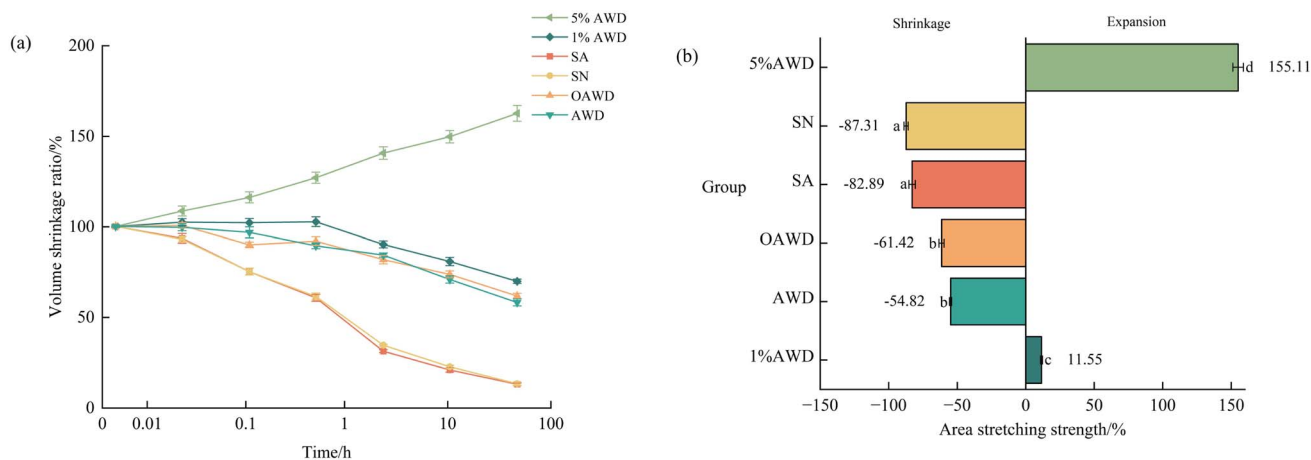 (a)
5% AWD
1% AWD
SA
SN
OAWD
AWD
Volume shrinkage ratio/%
200
150
100
50
0
0 0.01 0.1 1 10 100
Time/h
(b)
Shrinkage Expansion
Group
5%AWD d 155.11
SN -87.31 a
SA -82.89 a
OAWD -61.42 b
AWD -54.82 b
1%AWD c 11.55
−150 −100 −50 0 50 100 150
Area stretching strength/%